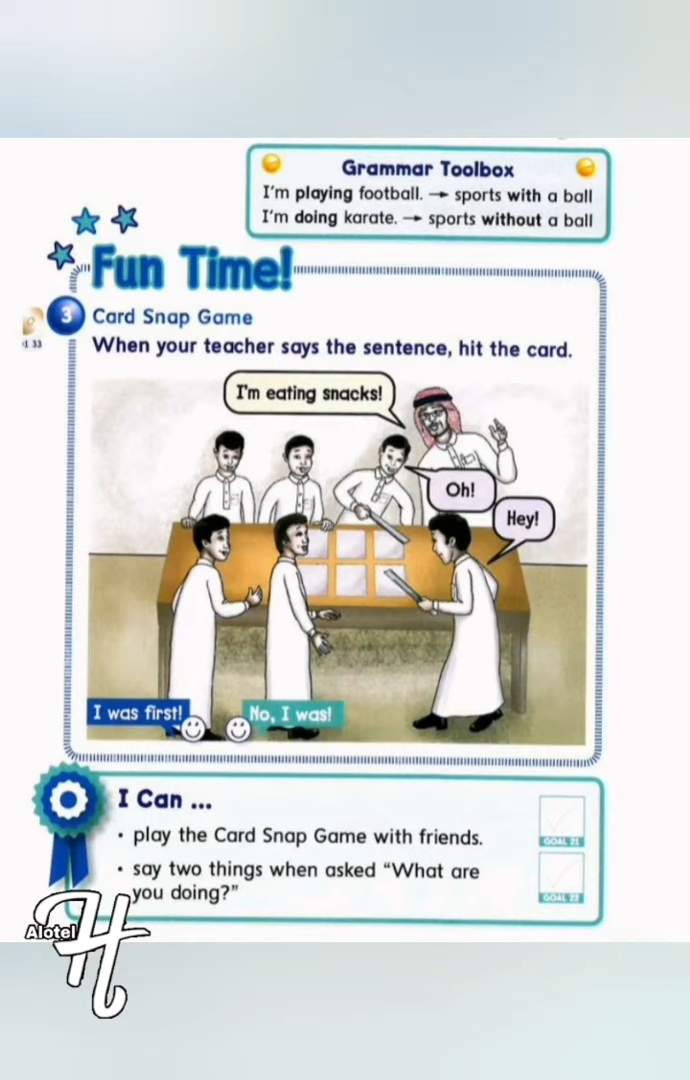 Grammar Toolbox
I'm playing football. → sports with a ball
I'm doing karate. → sports without a ball
Fun Time!
3 Card Snap Game
When your teacher says the sentence, hit the card.
I'm eating snacks!
Oh!
Hey!
I was first!
No, I was!
I Can ...
• play the Card Snap Game with friends.
GOAL 21
• say two things when asked “What are
you doing?”
GOAL 22
Alotel
H